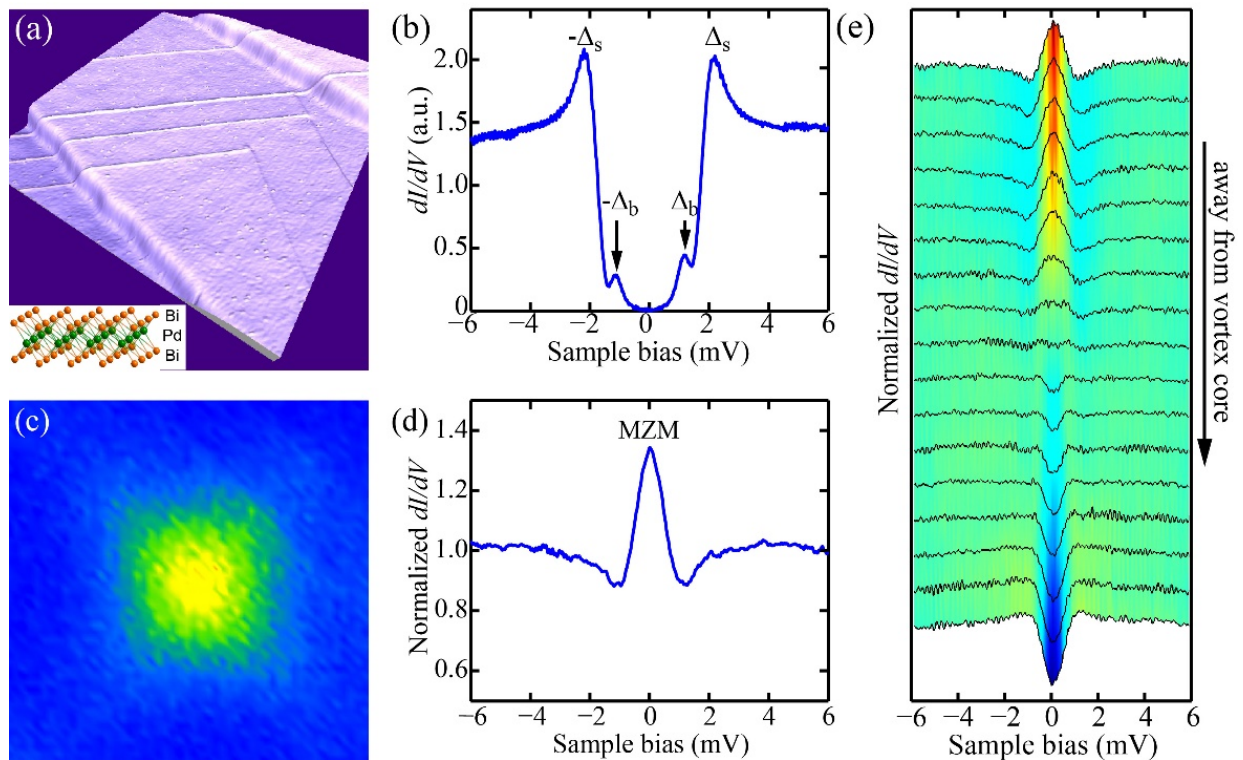 (a)
Bi
Pd
Bi
(b)
-Δs
Δs
-Δb
Δb
2.0
1.5
1.0
0.5
0
dI/dV (a.u.)
−6 −4 −2 0 2 4 6
Sample bias (mV)
(c)
(d)
MZM
1.4
1.2
1.0
0.8
0.6
Normalized dI/dV
−6 −4 −2 0 2 4 6
Sample bias (mV)
(e)
Normalized dI/dV
away from vortex core
−6 −4 −2 0 2 4 6
Sample bias (mV)